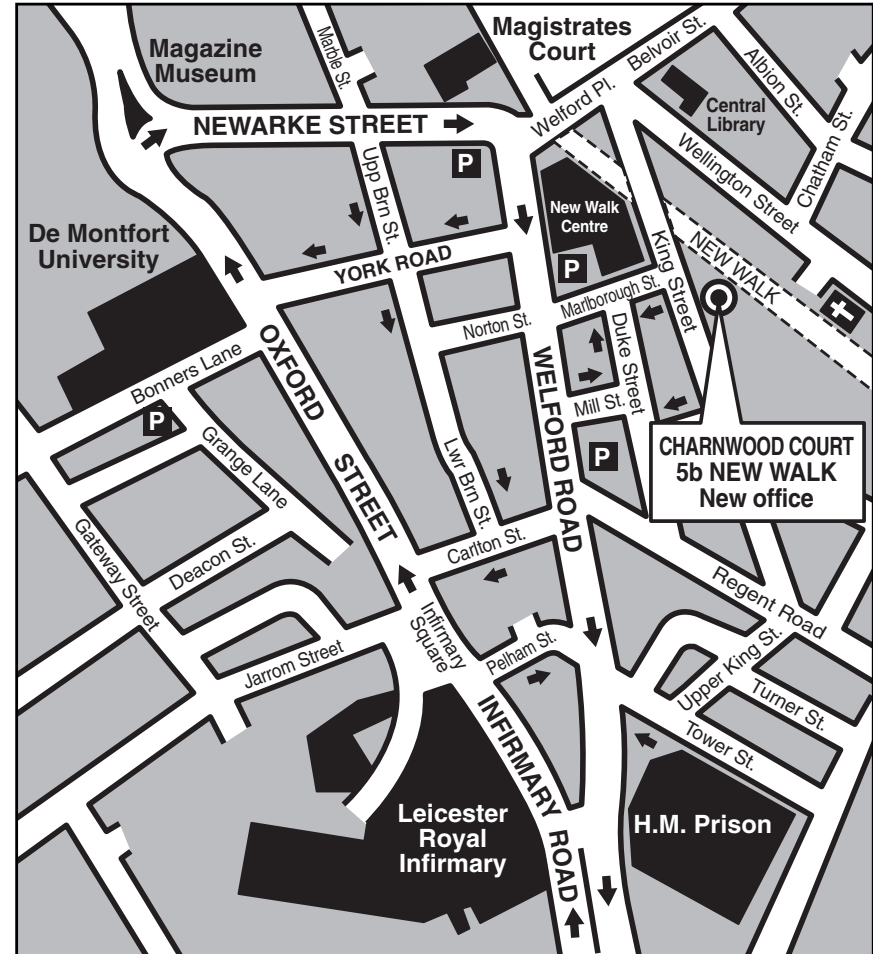 Magistrates
Court
Magazine
Museum
Marble St.
Belvoir St.
Albion St.
Welford Pl.
Central
Library
Chatham St.
NEWARKE STREET
Wellington Street
Upp Brn St.
P
New Walk
Centre
P
De Montfort
University
YORK ROAD
King Street
NEW WALK
Marlborough St.
Norton St.
Duke Street
OXFORD STREET
WELFORD ROAD
Bonners Lane
P
Mill St.
Grange Lane
Lwr Brn St.
P
CHARNWOOD COURT
5b NEW WALK
New office
Gateway Street
Deacon St.
Carlton St.
Regent Road
Infirmary
Square
Pelham St.
Jarrom Street
Upper King St.
Turner St.
Tower St.
INFIRMARY ROAD
Leicester
Royal
Infirmary
H.M. Prison